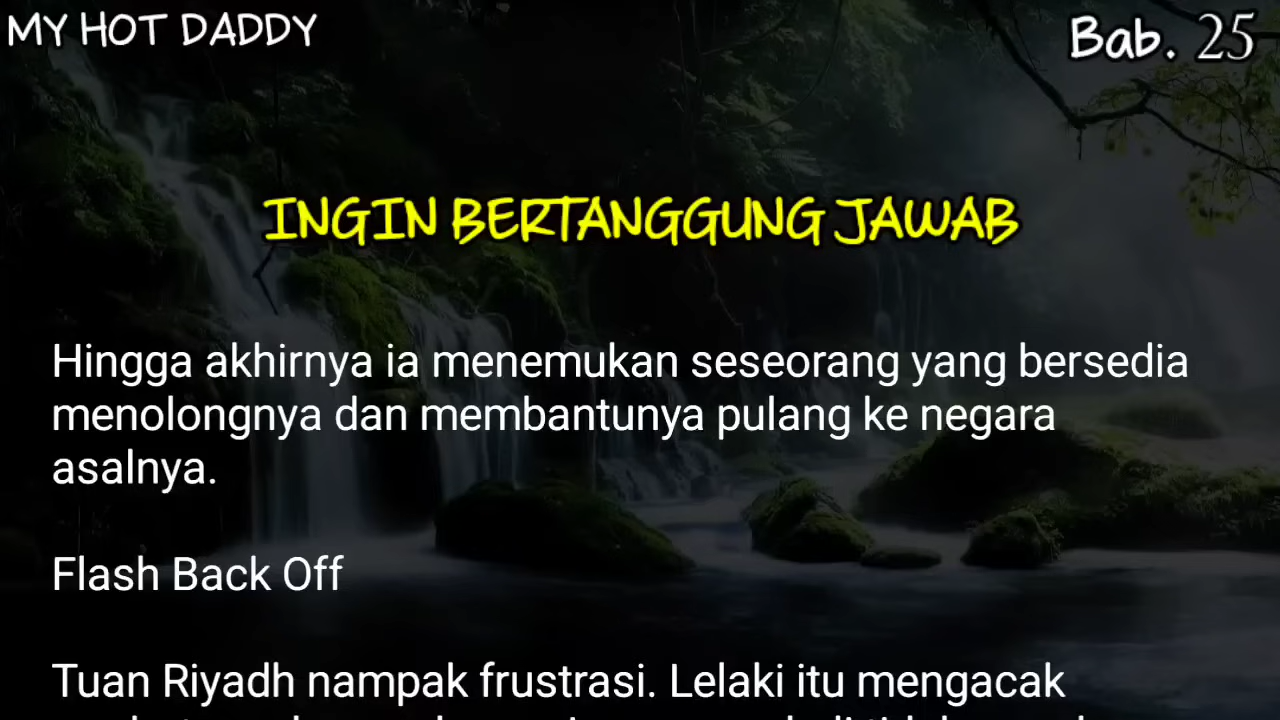 MY HOT DADDY
Bab. 25
INGIN BERTANGGUNG JAWAB
Hingga akhirnya ia menemukan seseorang yang bersedia
menolongnya dan membantunya pulang ke negara
asalnya.
Flash Back Off
Tuan Riyadh nampak frustrasi. Lelaki itu mengacak